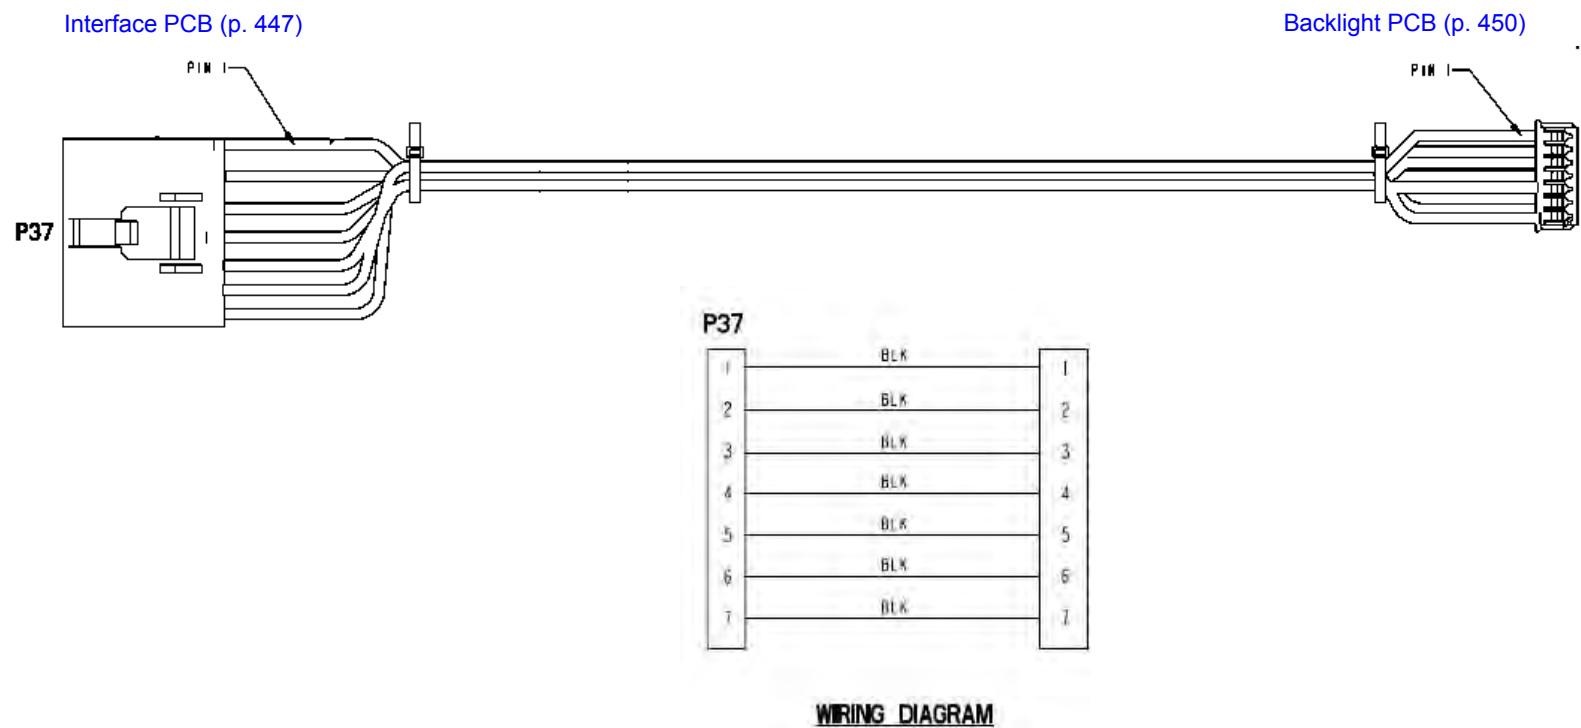 Interface PCB (p. 447)
Backlight PCB (p. 450)
PIN 1
PIN 1
P37
P37
1 BLK 1
2 BLK 2
3 BLK 3
4 BLK 4
5 BLK 5
6 BLK 6
7 BLK 7
WIRING DIAGRAM